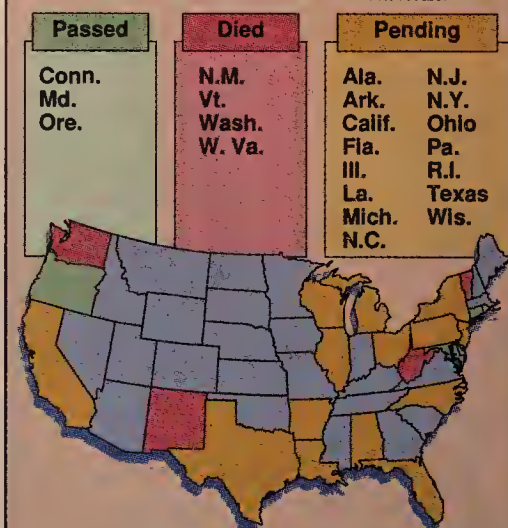 Passed
Conn.
Md.
Ore.
Died
N.M.
Vt.
Wash.
W. Va.
Pending
Ala. N.J.
Ark. N.Y.
Calif. Ohio
Fla. Pa.
Ill. R.I.
La. Texas
Mich. Wis.
N.C.